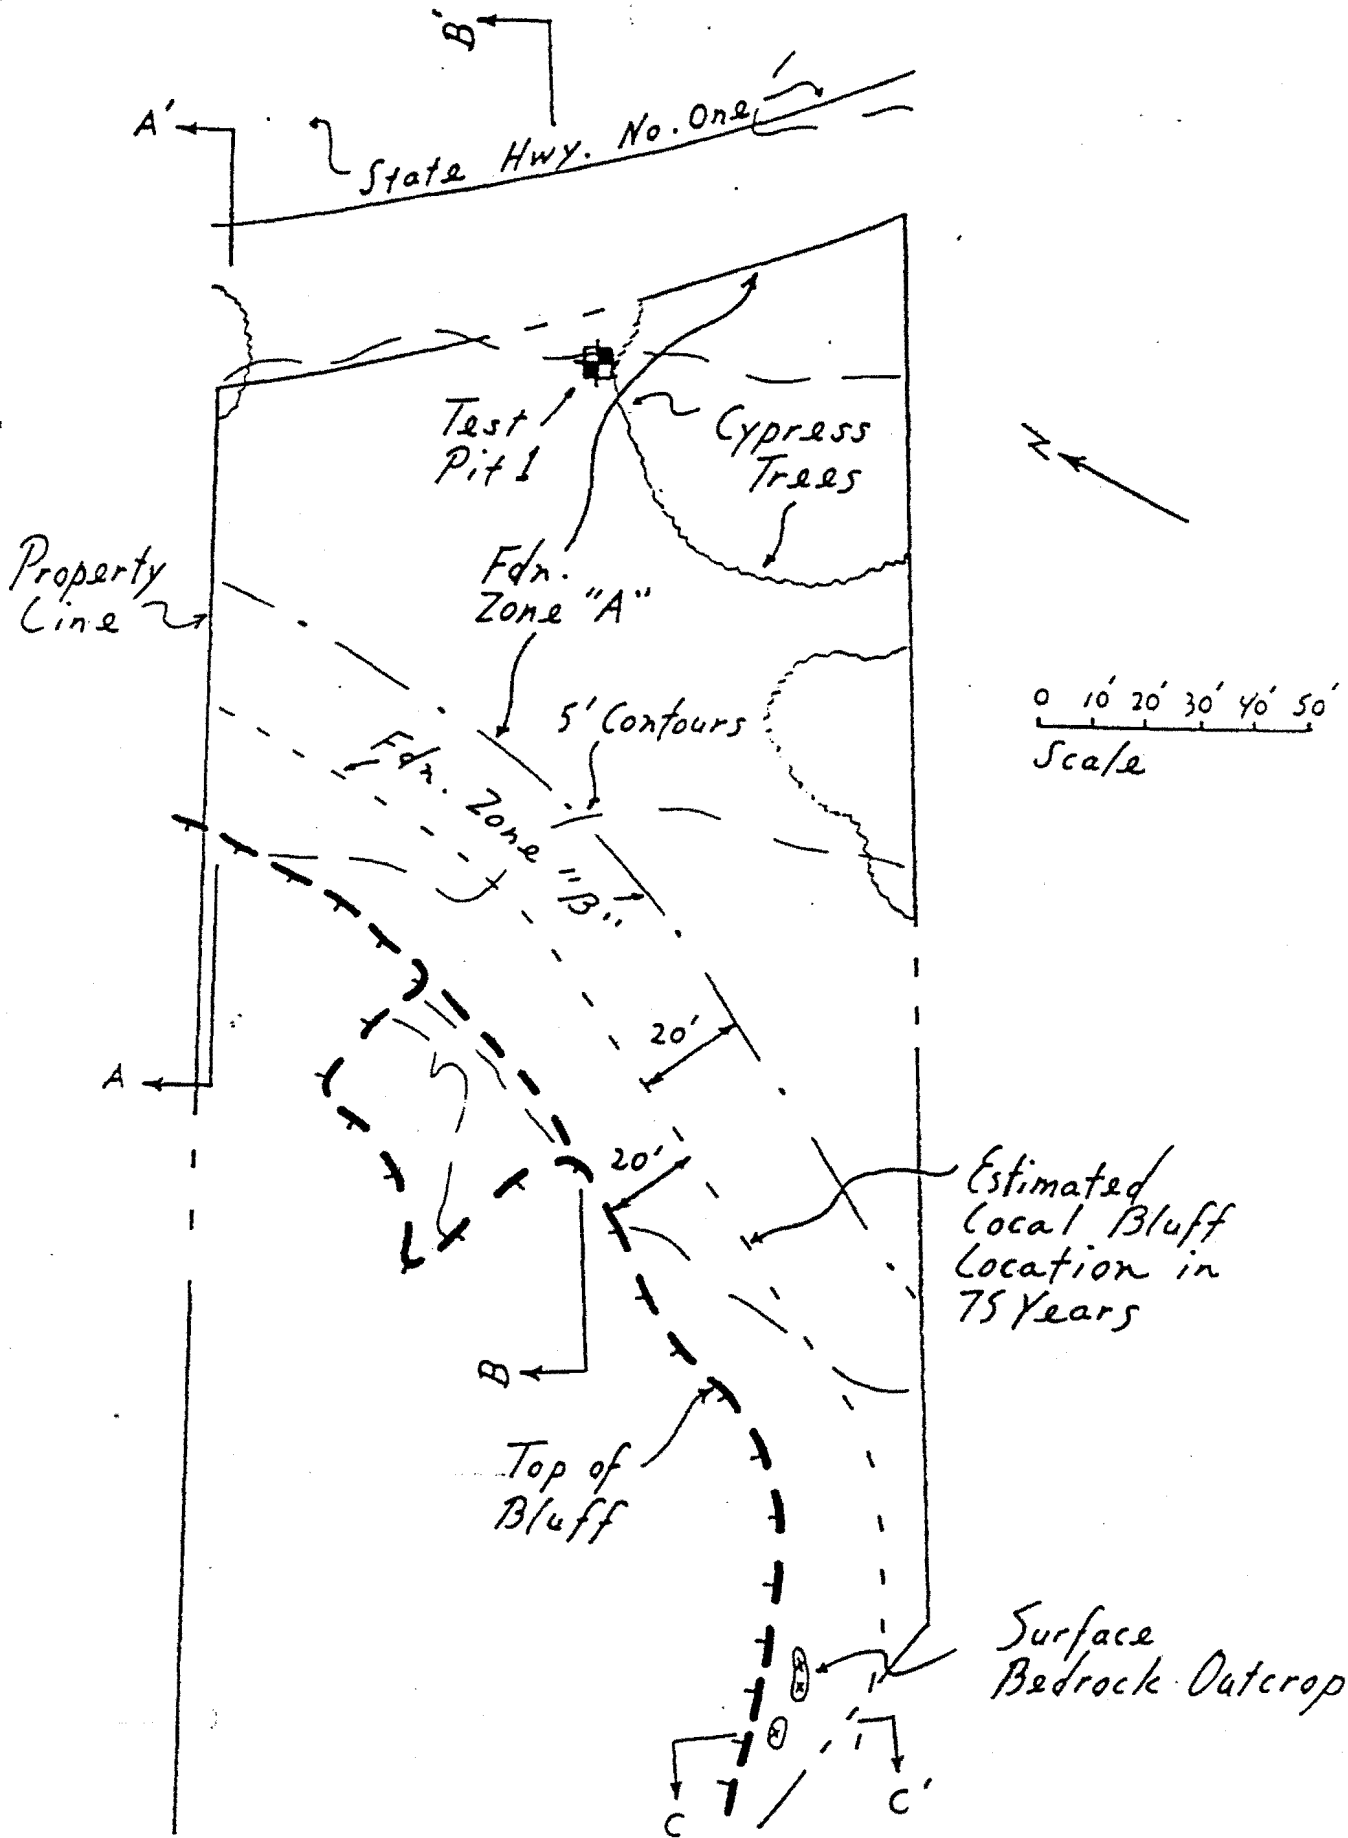 B'
A'
State Hwy. No. One
Test
Pit 1
Cypress
Trees
N
Property
Line
Fdn.
Zone "A"
0 10' 20' 30' 40' 50'
Scale
5' Contours
Fdn. Zone "B"
20'
A
20'
Estimated
Local Bluff
Location in
75 Years
B
Top of
Bluff
Surface
Bedrock Outcrop
C
C'